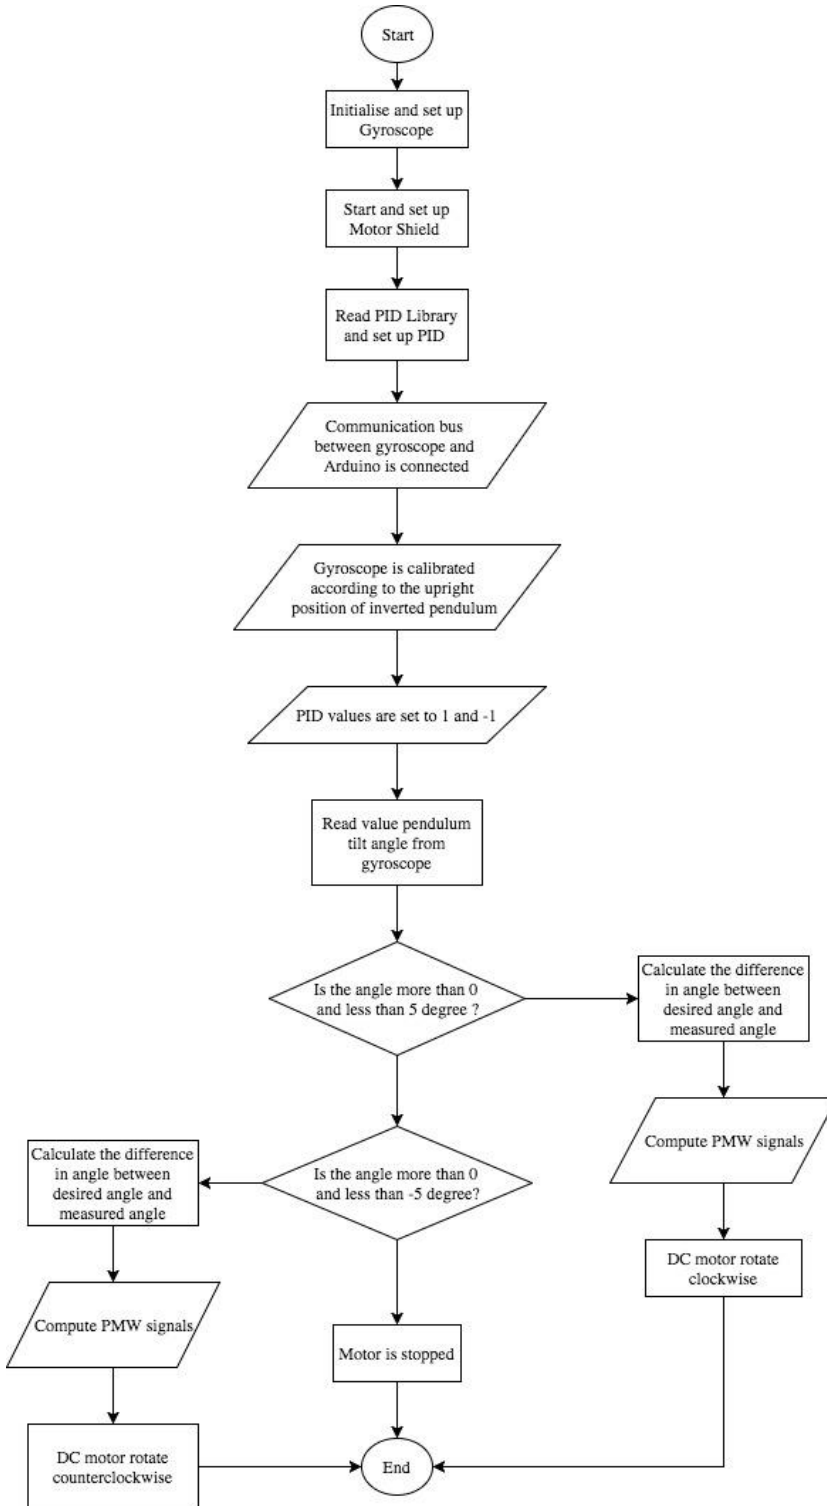 Start
Initialise and set up
Gyroscope
Start and set up
Motor Shield
Read PID Library
and set up PID
Communication bus
between gyroscope and
Arduino is connected
Gyroscope is calibrated
according to the upright
position of inverted pendulum
PID values are set to 1 and -1
Read value pendulum
tilt angle from
gyroscope
Is the angle more than 0
and less than 5 degree ?
Calculate the difference
in angle between
desired angle and
measured angle
Compute PMW signals
DC motor rotate
clockwise
Is the angle more than 0
and less than -5 degree?
Calculate the difference
in angle between
desired angle and
measured angle
Compute PMW signals
DC motor rotate
counterclockwise
Motor is stopped
End